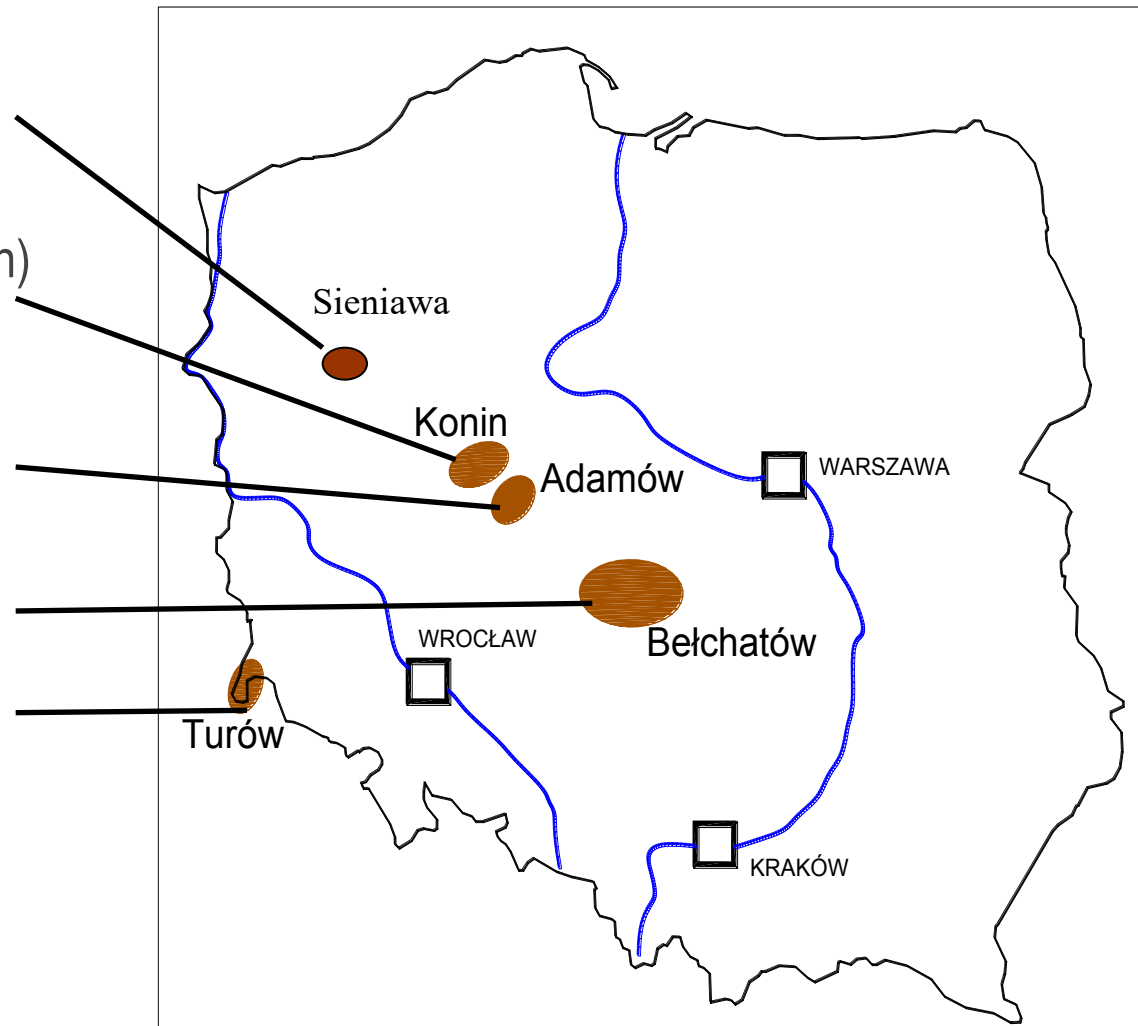 n)
Sieniawa
Konin
Adamów
WARSZAWA
Bełchatów
WROCŁAW
Turów
KRAKÓW